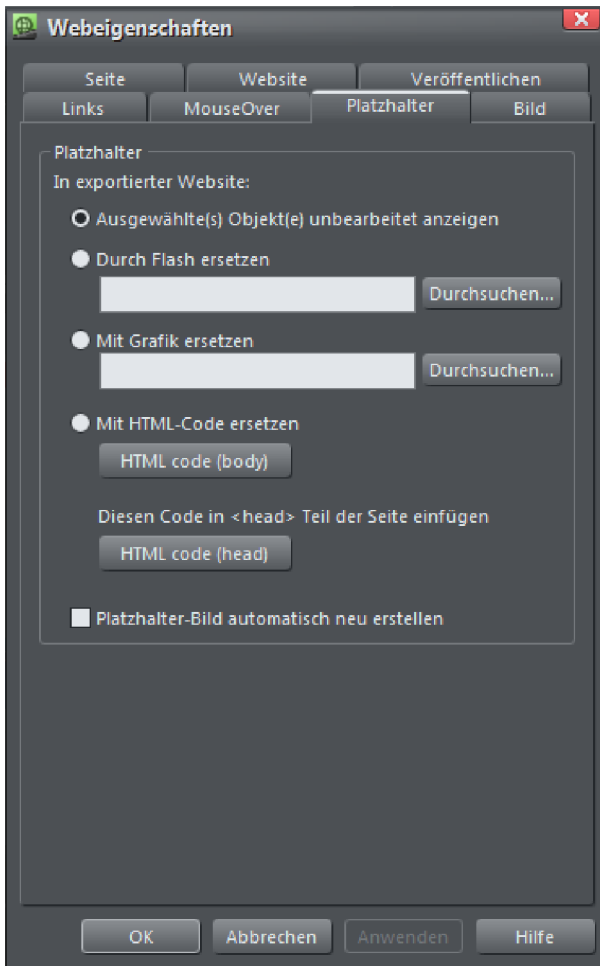 Webeigenschaften
Seite Website Veröffentlichen
Links MouseOver Platzhalter Bild
Platzhalter
In exportierter Website:
Ausgewählte(s) Objekt(e) unbearbeitet anzeigen
Durch Flash ersetzen
Durchsuchen...
Mit Grafik ersetzen
Durchsuchen...
Mit HTML-Code ersetzen
HTML code (body)
Diesen Code in <head> Teil der Seite einfügen
HTML code (head)
Platzhalter-Bild automatisch neu erstellen
OK Abbrechen Anwenden Hilfe